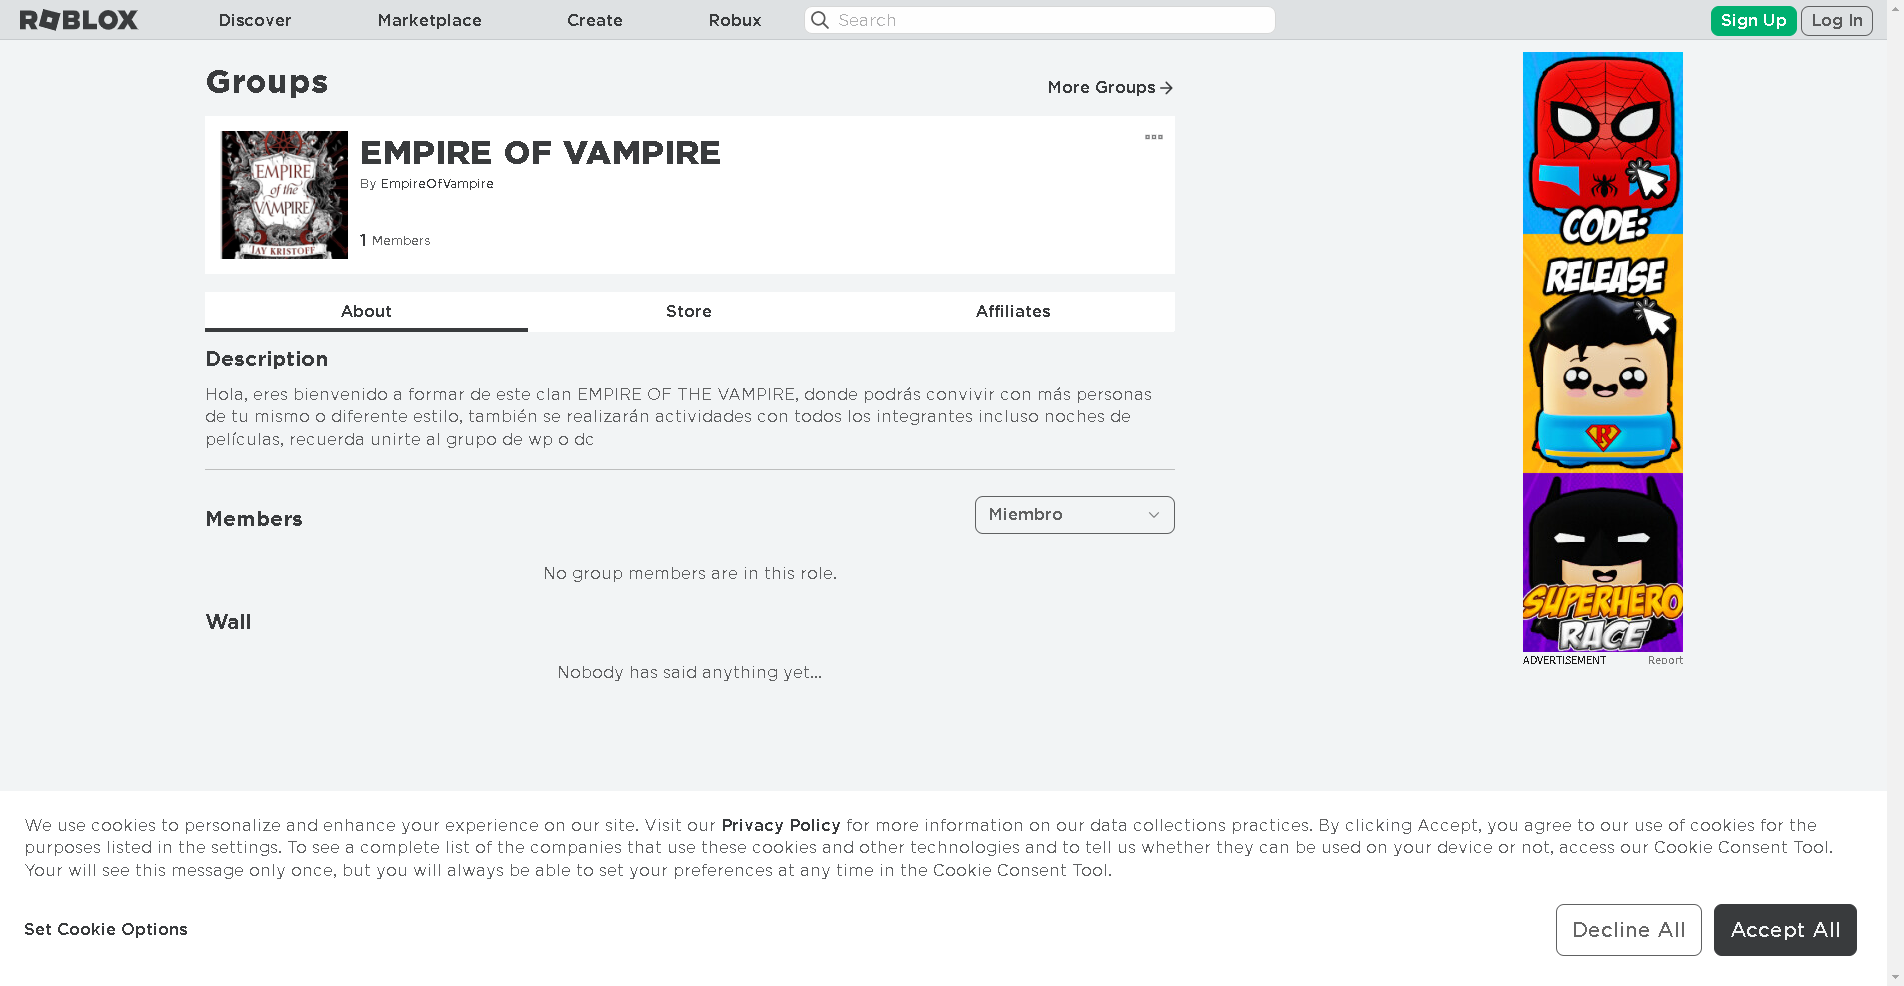 ROBLOX
Discover
Marketplace
Create
Robux
Search
Sign Up
Log In
Groups
More Groups
EMPIRE
of the
VAMPIRE
JAY KRISTOFF
EMPIRE OF VAMPIRE
By EmpireOfVampire
1 Members
About
Store
Affiliates
Description
Hola, eres bienvenido a formar de este clan EMPIRE OF THE VAMPIRE, donde podrás convivir con más personas
de tu mismo o diferente estilo, también se realizarán actividades con todos los integrantes incluso noches de
películas, recuerda unirte al grupo de wp o dc
Members
Miembro
No group members are in this role.
Wall
Nobody has said anything yet...
CODE:
RELEASE
R
SUPERHERO
RACE
ADVERTISEMENT
Report
We use cookies to personalize and enhance your experience on our site. Visit our Privacy Policy for more information on our data collections practices. By clicking Accept, you agree to our use of cookies for the
purposes listed in the settings. To see a complete list of the companies that use these cookies and other technologies and to tell us whether they can be used on your device or not, access our Cookie Consent Tool.
Your will see this message only once, but you will always be able to set your preferences at any time in the Cookie Consent Tool.
Set Cookie Options
Decline All
Accept All